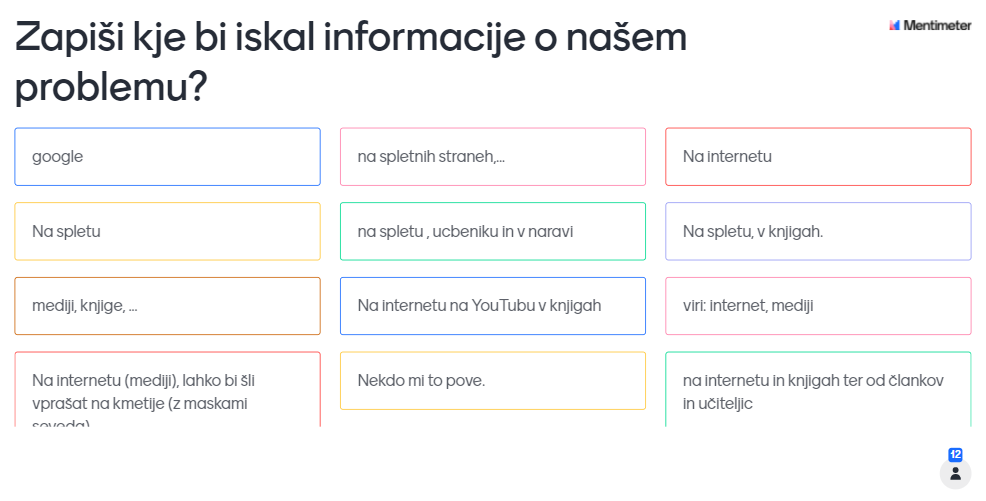 Zapiši kje bi iskal informacije o našem
problemu?
Mentimeter
google
na spletnih straneh,...
Na internetu
Na spletu
na spletu , ucbeniku in v naravi
Na spletu, v knjigah.
mediji, knjige, ...
Na internetu na YouTubu v knjigah
viri: internet, mediji
Na internetu (mediji), lahko bi šli
vprašat na kmetije (z maskami
seveda)
Nekdo mi to pove.
na internetu in knjigah ter od člankov
in učiteljic
12